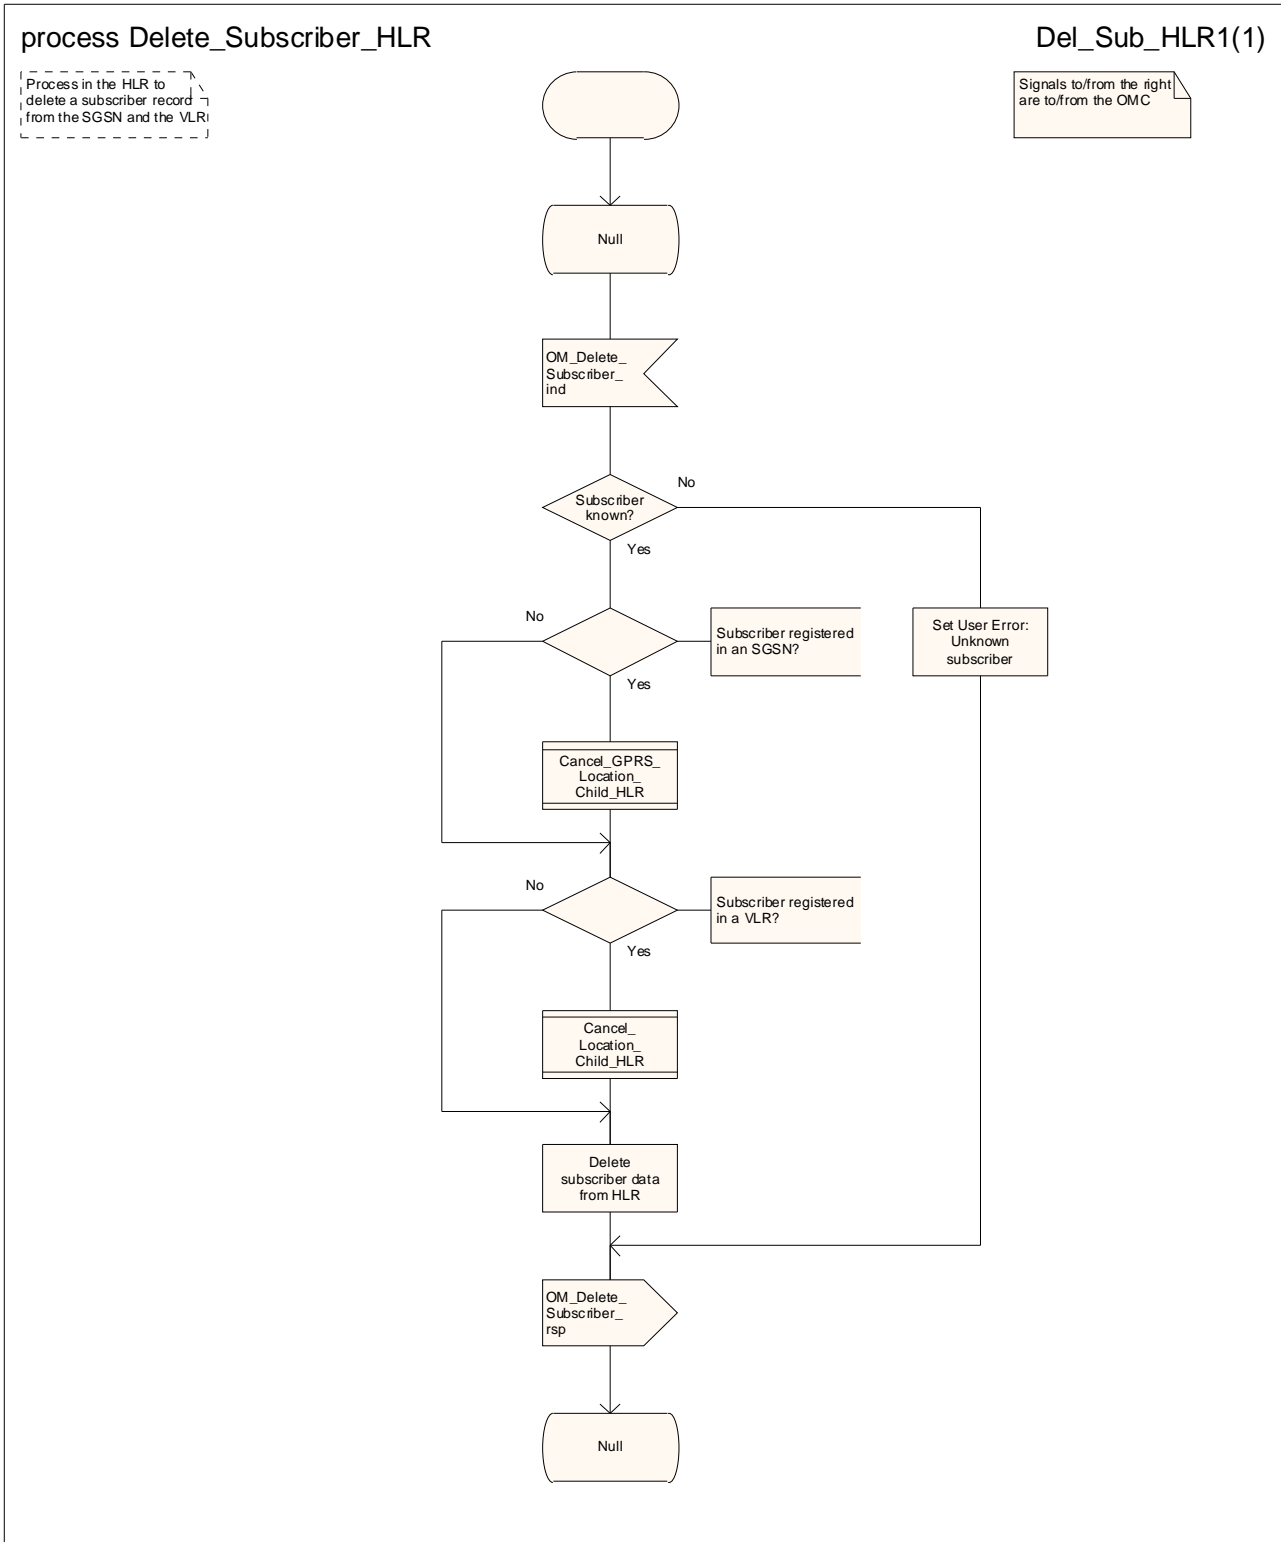 process Delete_Subscriber_HLR
Del_Sub_HLR1(1)
Process in the HLR to
delete a subscriber record
from the SGSN and the VLR
Signals to/from the right
are to/from the OMC
Null
OM_Delete_
Subscriber_
ind
Subscriber
known?
No
Yes
No
Subscriber registered
in an SGSN?
Set User Error:
Unknown
subscriber
Yes
Cancel_GPRS_
Location_
Child_HLR
No
Subscriber registered
in a VLR?
Yes
Cancel_
Location_
Child_HLR
Delete
subscriber data
from HLR
OM_Delete_
Subscriber_
rsp
Null